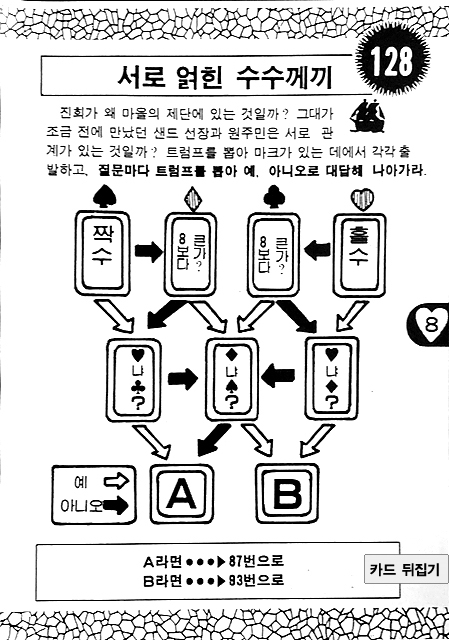 128
서로 얽힌 수수께끼
진회가 왜 마을의 제단에 있는 것일까? 그대가
조금 전에 만났던 샌드 선장과 원주민은 서로 관
계가 있는 것일까? 트럼프를 뽑아 마크가 있는 데에서 각각 출
발하고, 질문마다 트럼프를 뽑아 예, 아니오로 대답해 나아가라.
짝수
8보다 큰가?
8보다 큰가?
홀수
8
♥냐♣?
♦냐♠?
♥냐♦?
예
아니오
A
B
A라면 ●●●▶87번으로
B라면 ●●●▶93번으로
카드 뒤집기